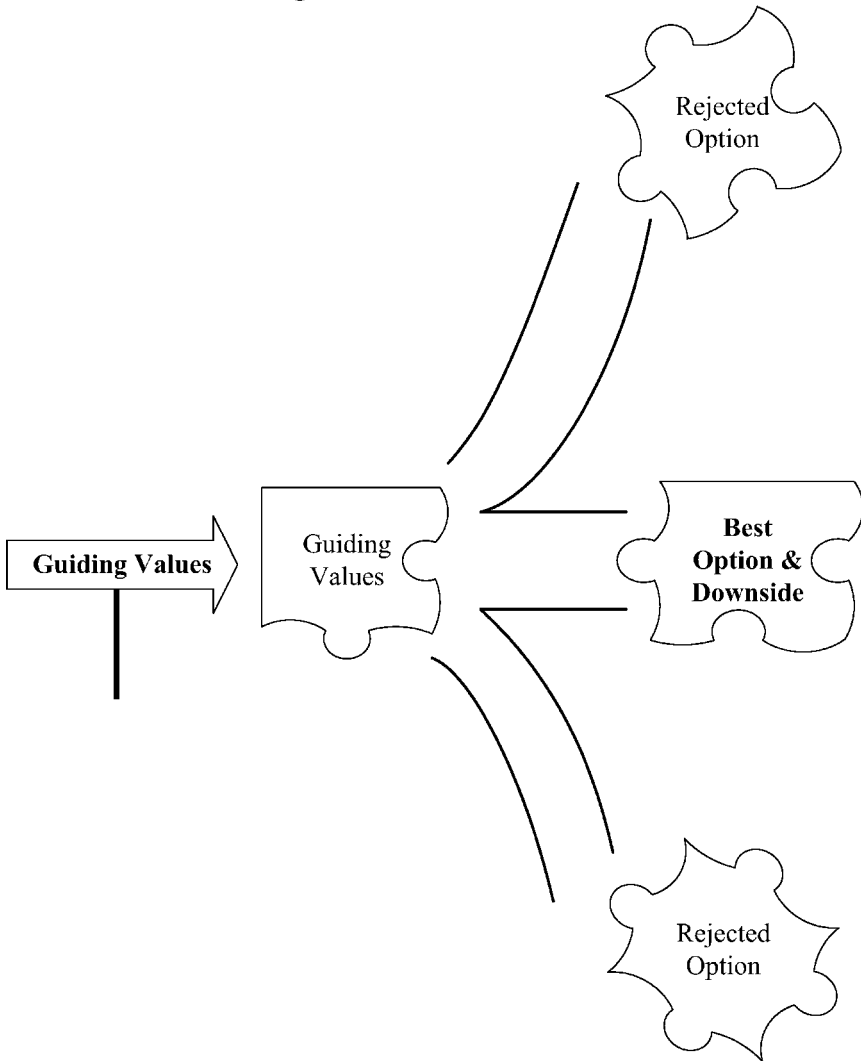 Rejected
Option
Guiding Values
Guiding
Values
Best
Option &
Downside
Rejected
Option